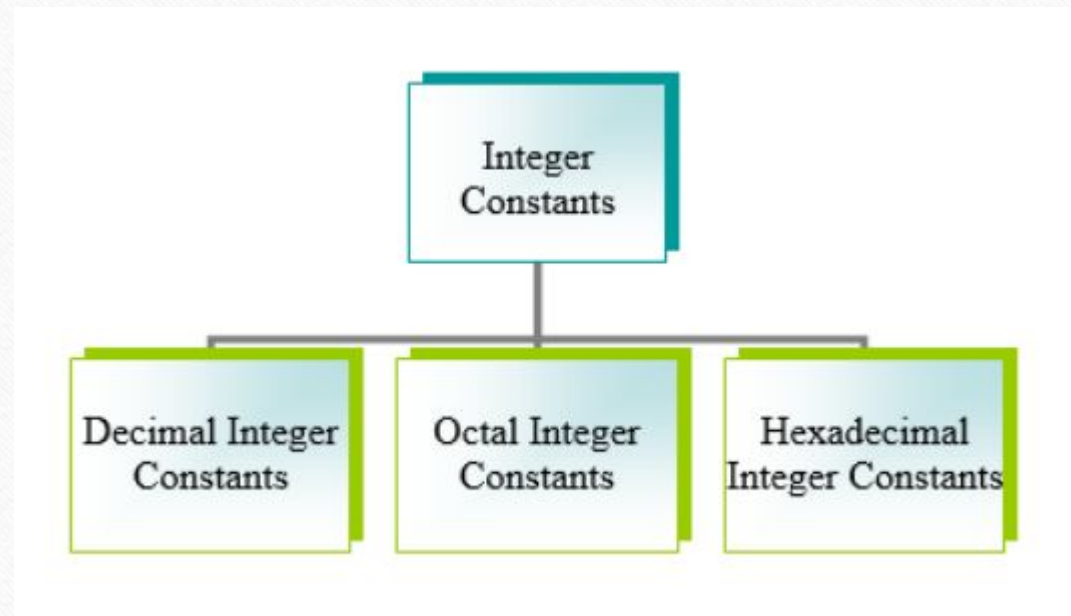 Integer
Constants
Decimal Integer
Constants
Octal Integer
Constants
Hexadecimal
Integer Constants